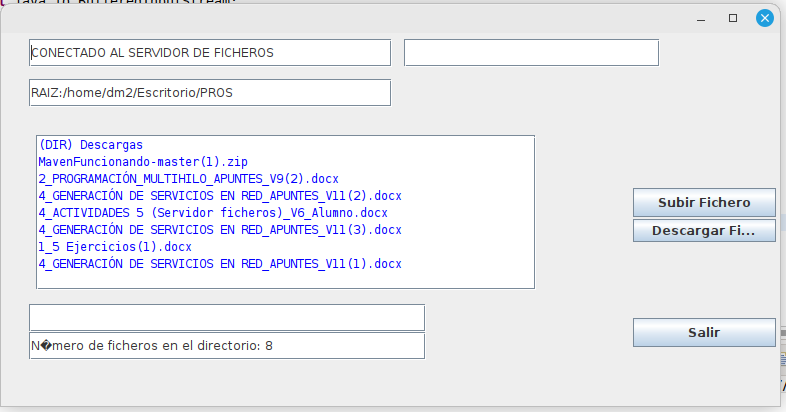 CONECTADO AL SERVIDOR DE FICHEROS
RAIZ:/home/dm2/Escritorio/PROS
(DIR) Descargas
MavenFuncionando-master(1).zip
2_PROGRAMACIÓN_MULTIHILO_APUNTES_V9(2).docx
4_GENERACIÓN DE SERVICIOS EN RED_APUNTES_V11(2).docx
4_ACTIVIDADES 5 (Servidor ficheros)_V6_Alumno.docx
4_GENERACIÓN DE SERVICIOS EN RED_APUNTES_V11(3).docx
1_5 Ejercicios(1).docx
4_GENERACIÓN DE SERVICIOS EN RED_APUNTES_V11(1).docx
Subir Fichero
Descargar Fi...
Salir
N�mero de ficheros en el directorio: 8